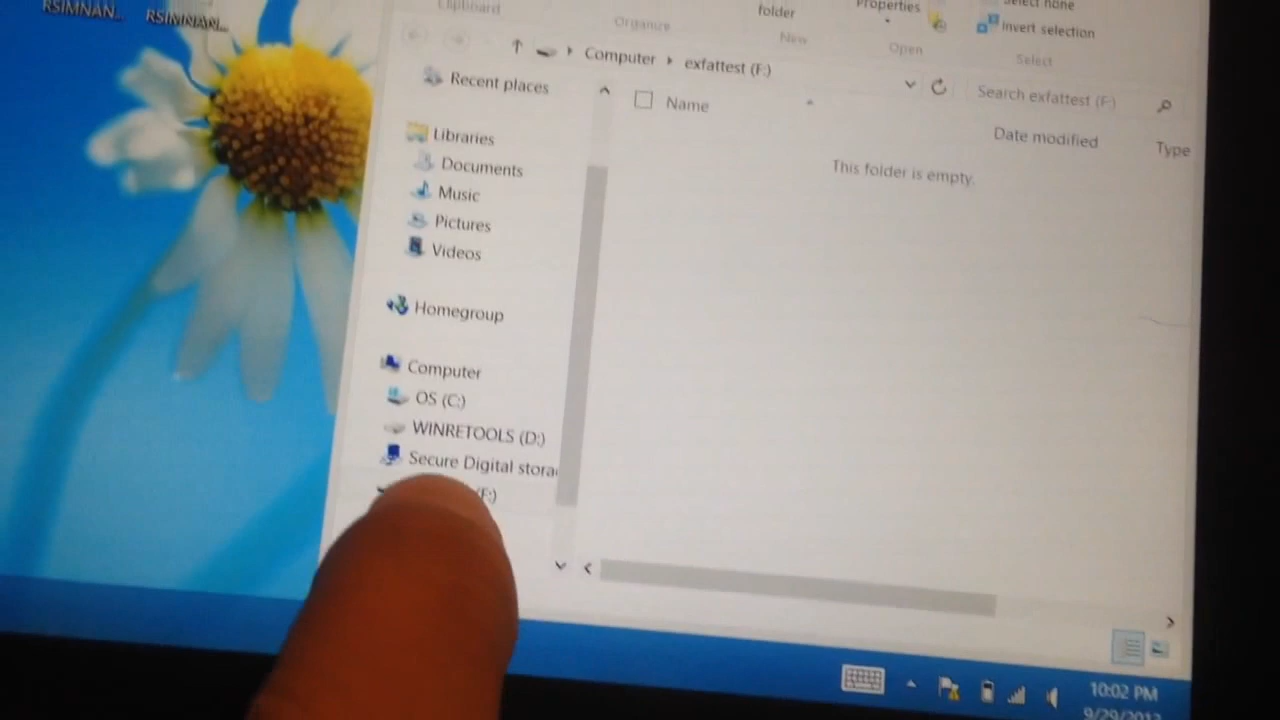 RSIMNAN... RSIMNAN...
Clipboard
Organize
folder
New
Properties
Open
Select none
Invert selection
Select
Computer
exfattest (F:)
Search exfattest (F:)
Recent places
Libraries
Documents
Music
Pictures
Videos
Homegroup
Computer
OS (C:)
WINRETOOLS (D:)
Secure Digital stora
(F:)
Name
Date modified
Type
This folder is empty.
10:02 PM